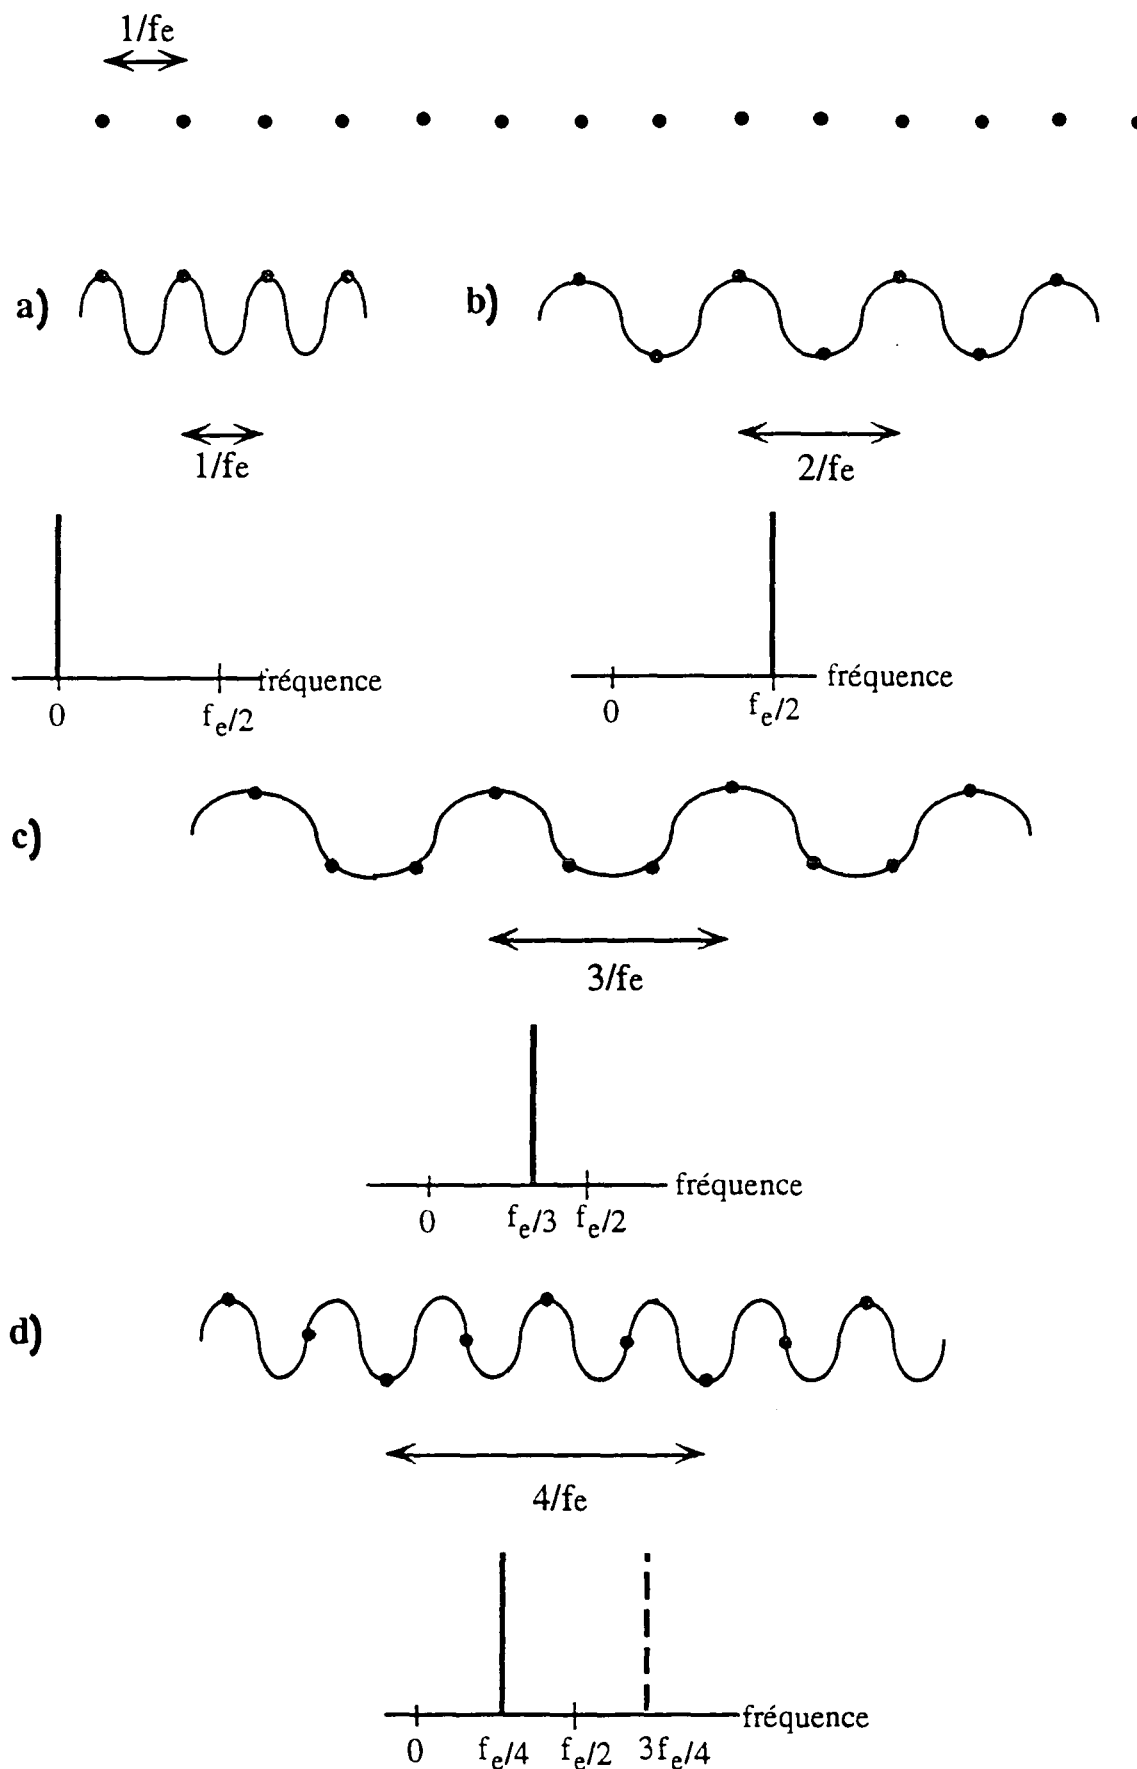 1/fe
a)
b)
1/fe
2/fe
fréquence
0
fe/2
fréquence
0
fe/2
c)
3/fe
fréquence
0
fe/3
fe/2
d)
4/fe
fréquence
0
fe/4
fe/2
3fe/4